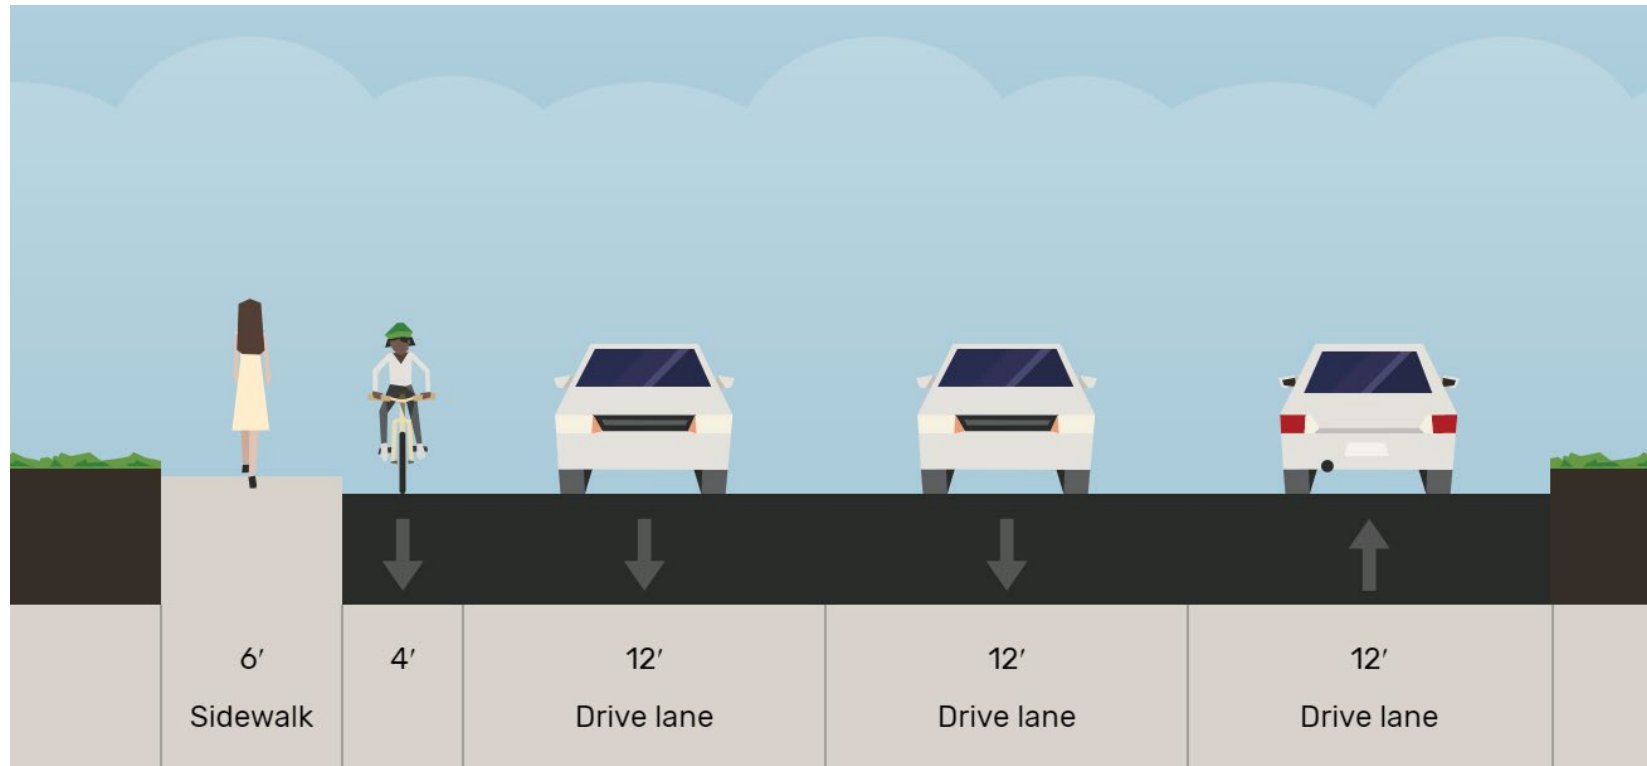 6′ 4′ 12′ 12′ 12′
Sidewalk Drive lane Drive lane Drive lane